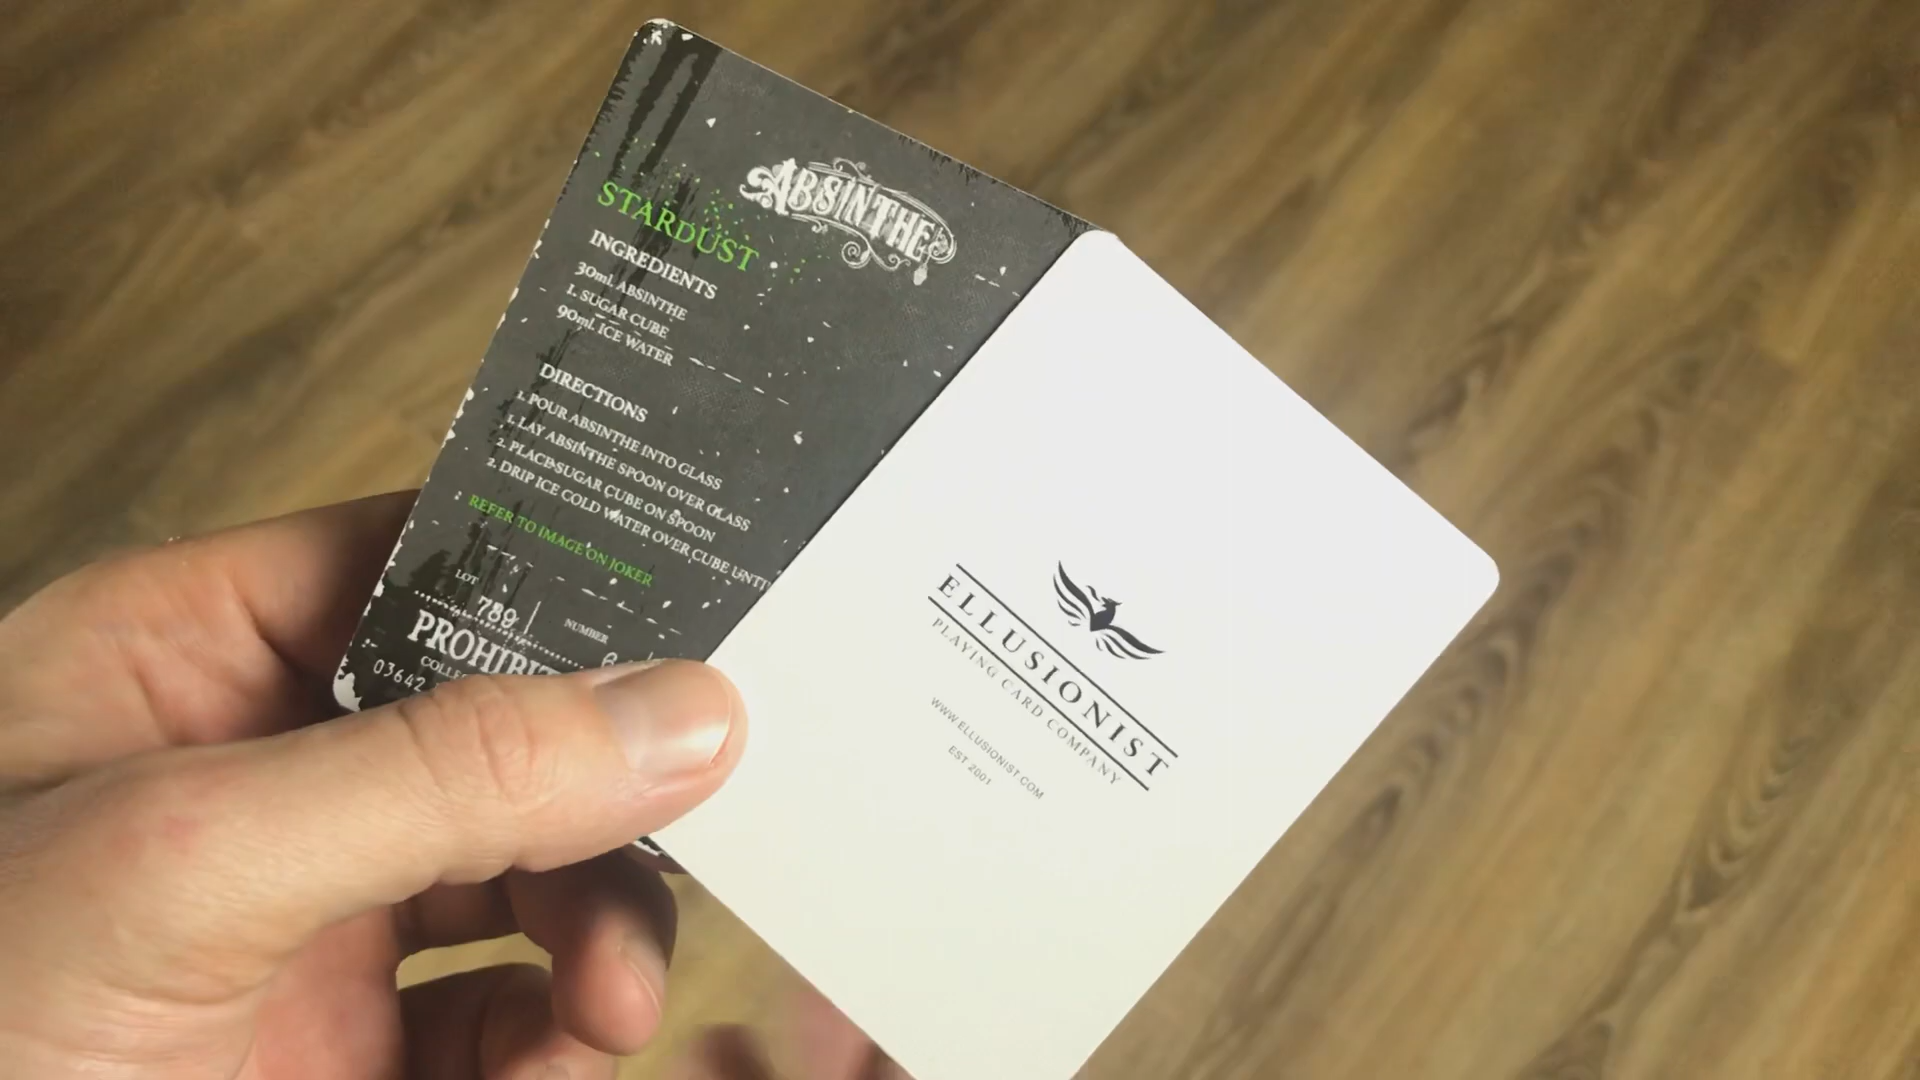 ABSINTHE
STARDUST
INGREDIENTS
30ml. ABSINTHE
1. SUGAR CUBE
90ml. ICE WATER
DIRECTIONS
1. POUR ABSINTHE INTO GLASS
1. LAY ABSINTHE SPOON OVER GLASS
2. PLACE SUGAR CUBE ON SPOON
2. DRIP ICE COLD WATER OVER CUBE
REFER TO IMAGE ON JOKER
LOT
789
NUMBER
03642
ELLUSIONIST
PLAYING CARD COMPANY
WWW.ELLUSIONIST.COM
EST 2001